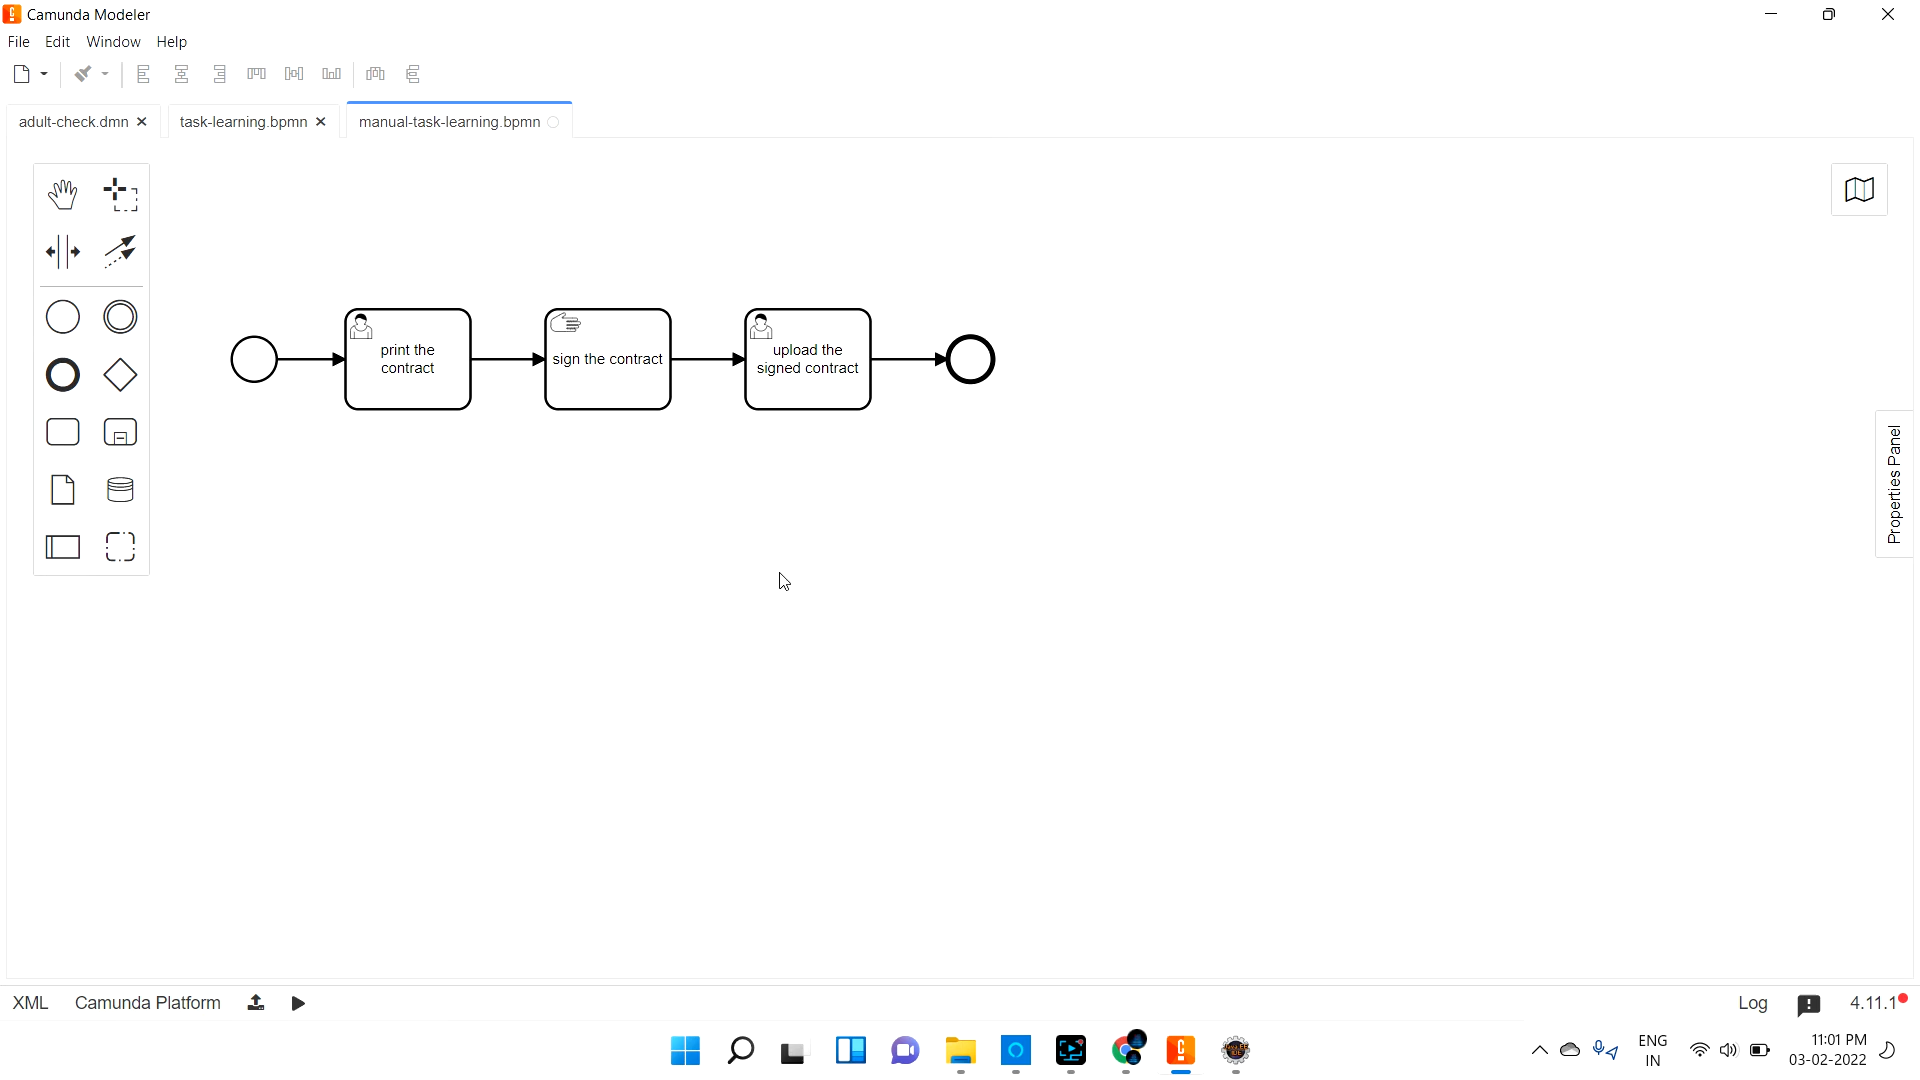 Camunda Modeler
File Edit Window Help
adult-check.dmn task-learning.bpmn manual-task-learning.bpmn
print the
contract
sign the contract
upload the
signed contract
Properties Panel
XML Camunda Platform Log 4.11.1
ENG
IN
11:01 PM
03-02-2022